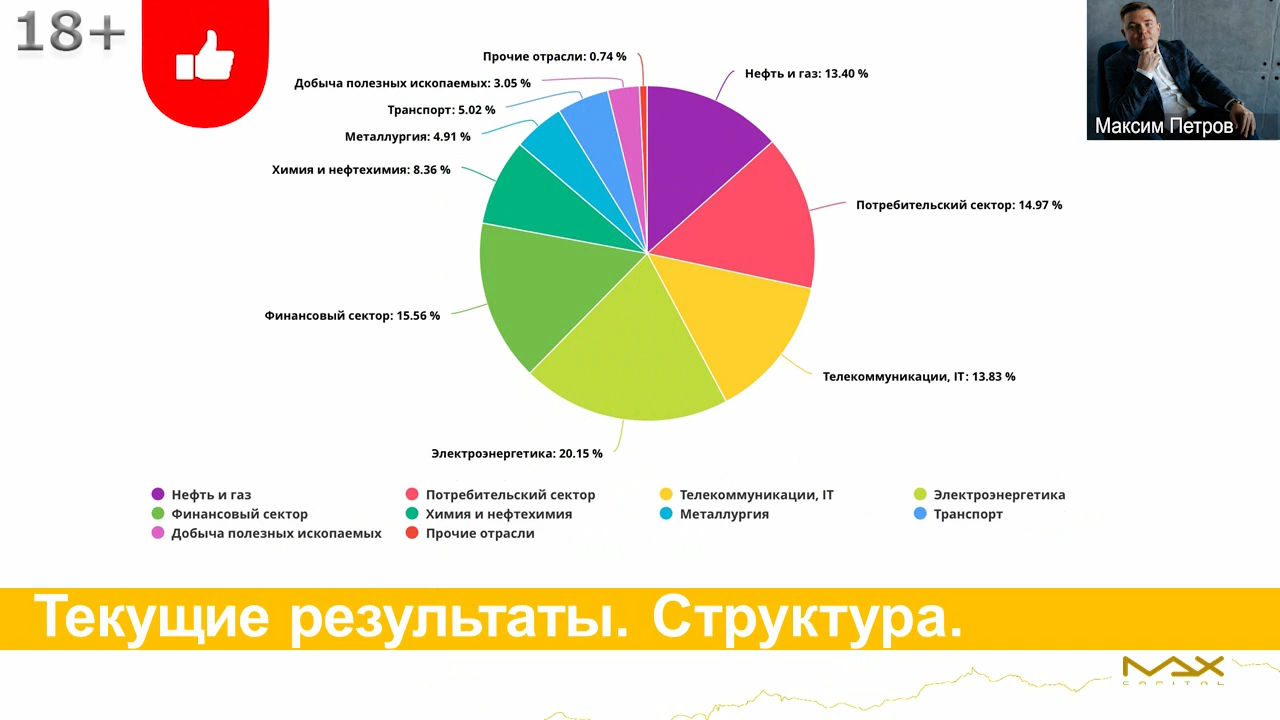 18+
Максим Петров
Прочие отрасли: 0.74 %
Нефть и газ: 13.40 %
Добыча полезных ископаемых: 3.05 %
Транспорт: 5.02 %
Металлургия: 4.91 %
Химия и нефтехимия: 8.36 %
Потребительский сектор: 14.97 %
Финансовый сектор: 15.56 %
Телекоммуникации, IT: 13.83 %
Электроэнергетика: 20.15 %
Нефть и газ
Потребительский сектор
Телекоммуникации, IT
Электроэнергетика
Финансовый сектор
Химия и нефтехимия
Металлургия
Транспорт
Добыча полезных ископаемых
Прочие отрасли
Текущие результаты. Структура.
MAX
CAPITAL